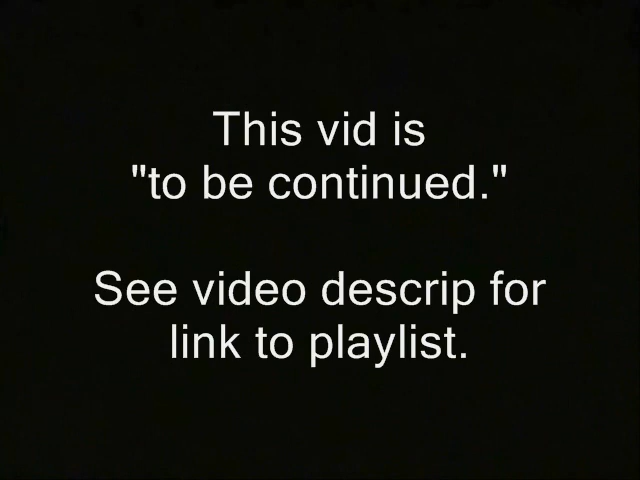 This vid is
"to be continued."
See video descrip for
link to playlist.